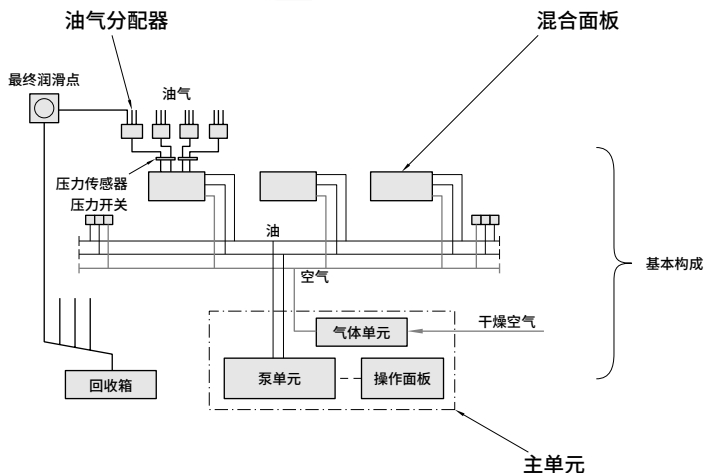 油气分配器
混合面板
最终润滑点
油气
压力传感器
压力开关
油
空气
基本构成
气体单元
干燥空气
泵单元
操作面板
回收箱
主单元